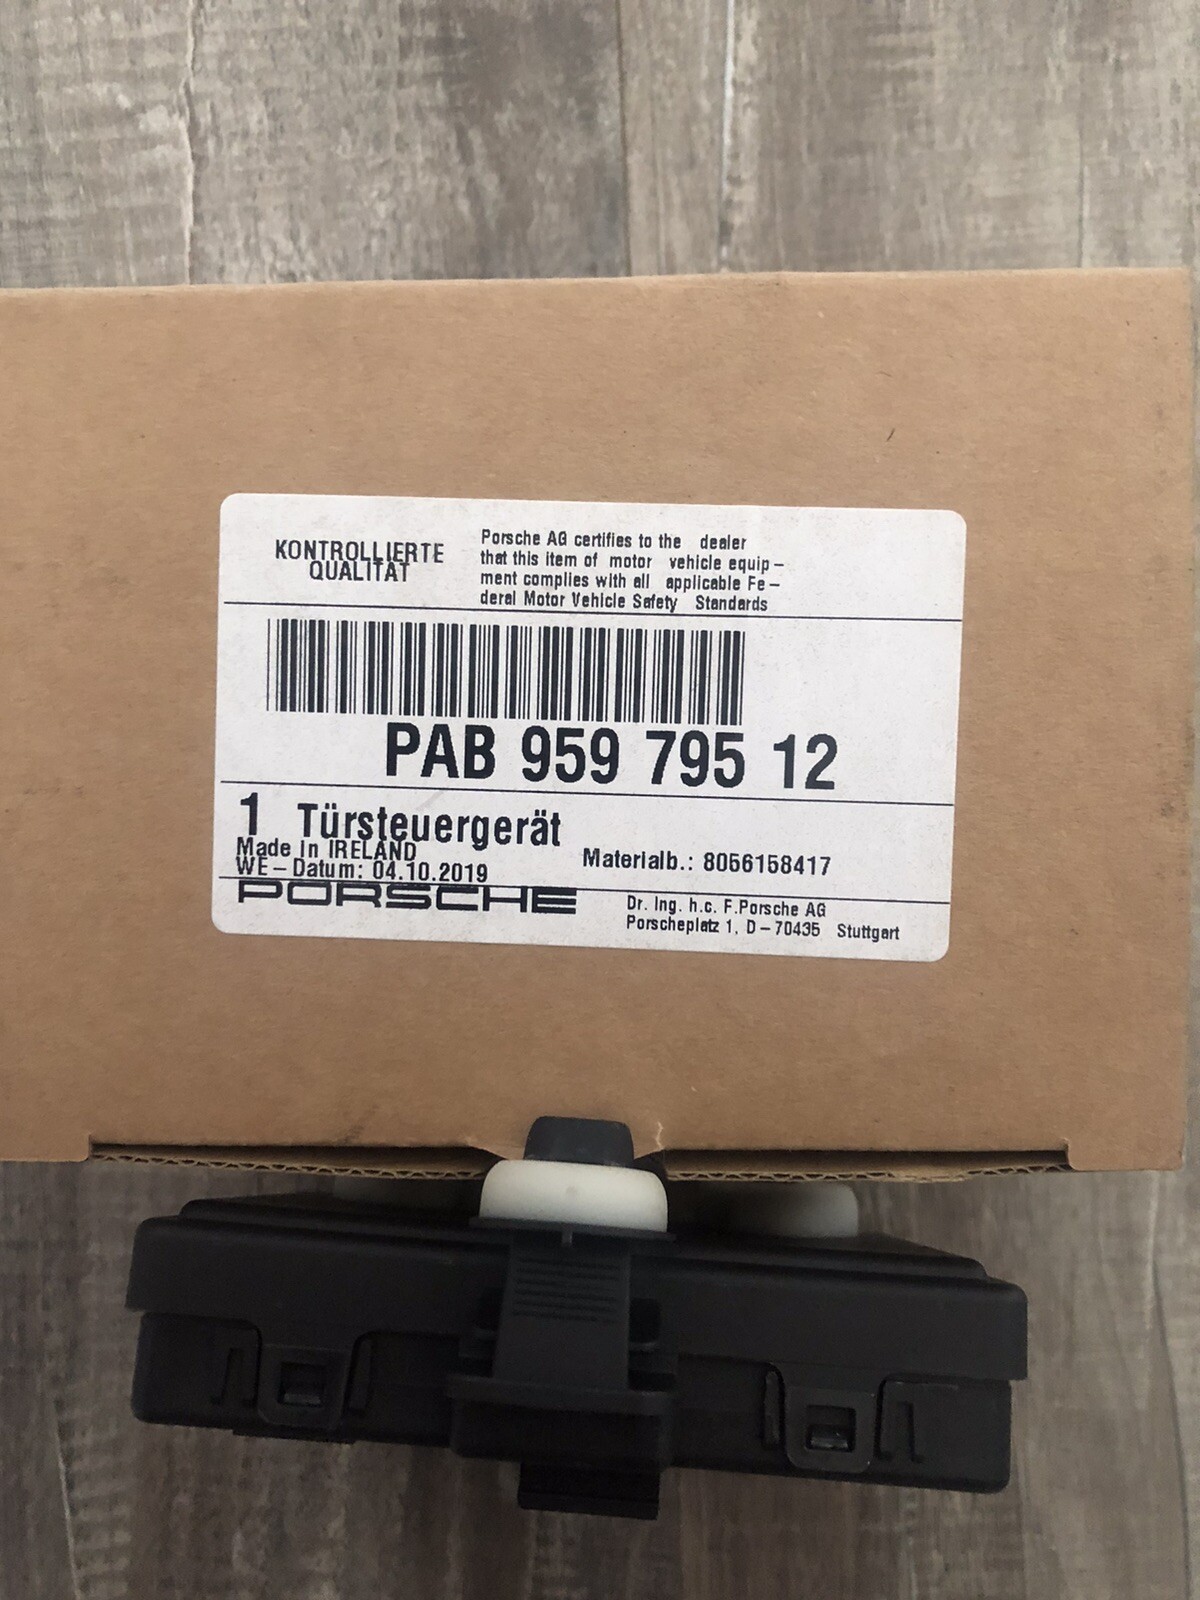 KONTROLLIERTE
QUALITÄT
Porsche AG certifies to the dealer
that this item of motor vehicle equip-
ment complies with all applicable Fe-
deral Motor Vehicle Safety Standards
PAB 959 795 12
1 Türsteuergerät
Made In IRELAND
WE-Datum: 04.10.2019
Materialb.: 8056158417
PORSCHE
Dr. Ing. h.c. F.Porsche AG
Porscheplatz 1, D-70435 Stuttgart